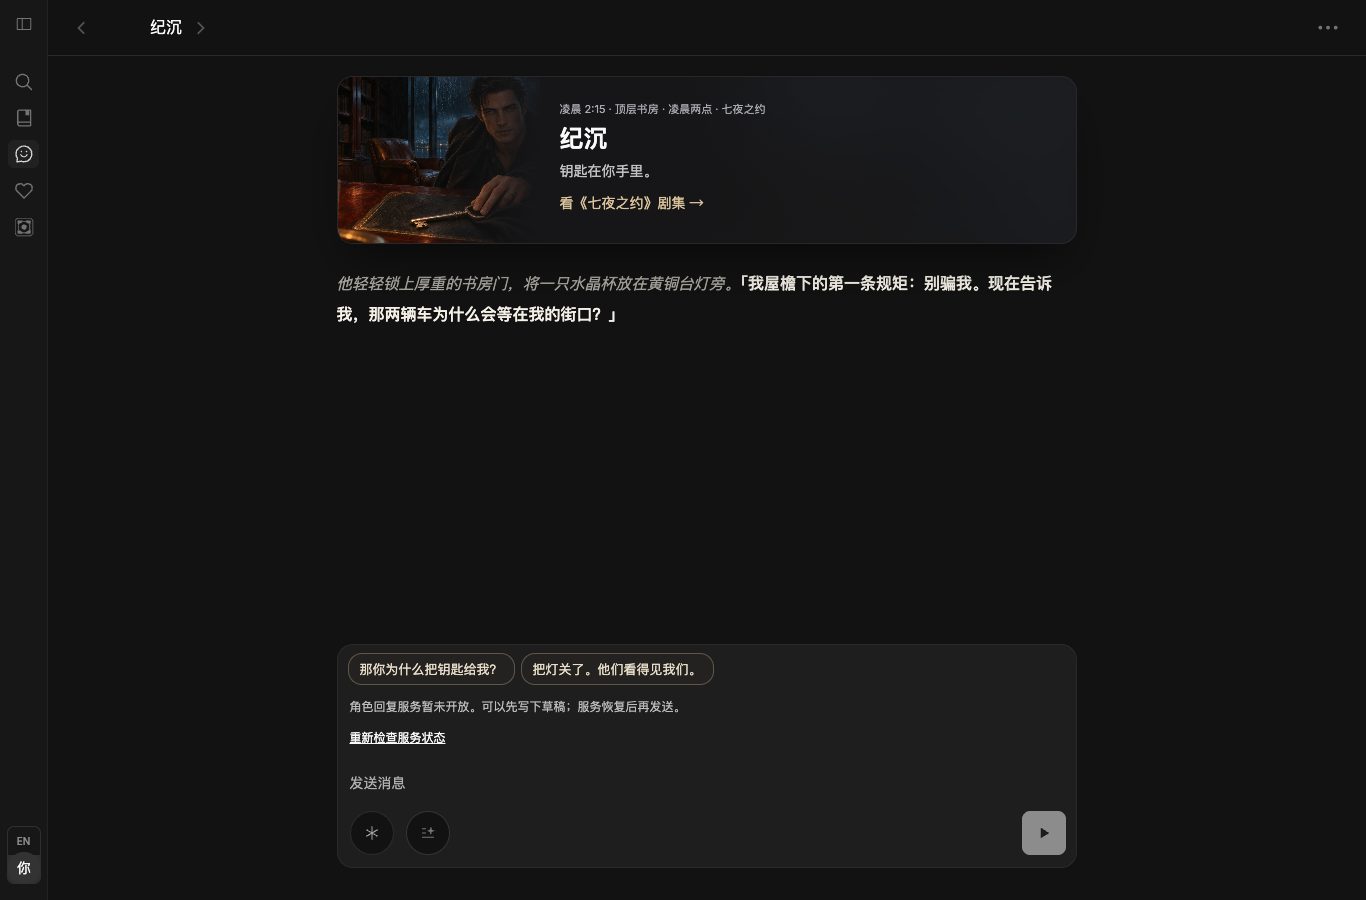 纪沉
凌晨 2:15 · 顶层书房 · 凌晨两点 · 七夜之约
纪沉
钥匙在你手里。
看《七夜之约》剧集 →
他轻轻锁上厚重的书房门，将一只水晶杯放在黄铜台灯旁。「我屋檐下的第一条规矩：别骗我。现在告诉
我，那两辆车为什么会等在我的街口？」
那你为什么把钥匙给我？
把灯关了。他们看得见我们。
角色回复服务暂未开放。可以先写下草稿；服务恢复后再发送。
重新检查服务状态
发送消息
EN
你